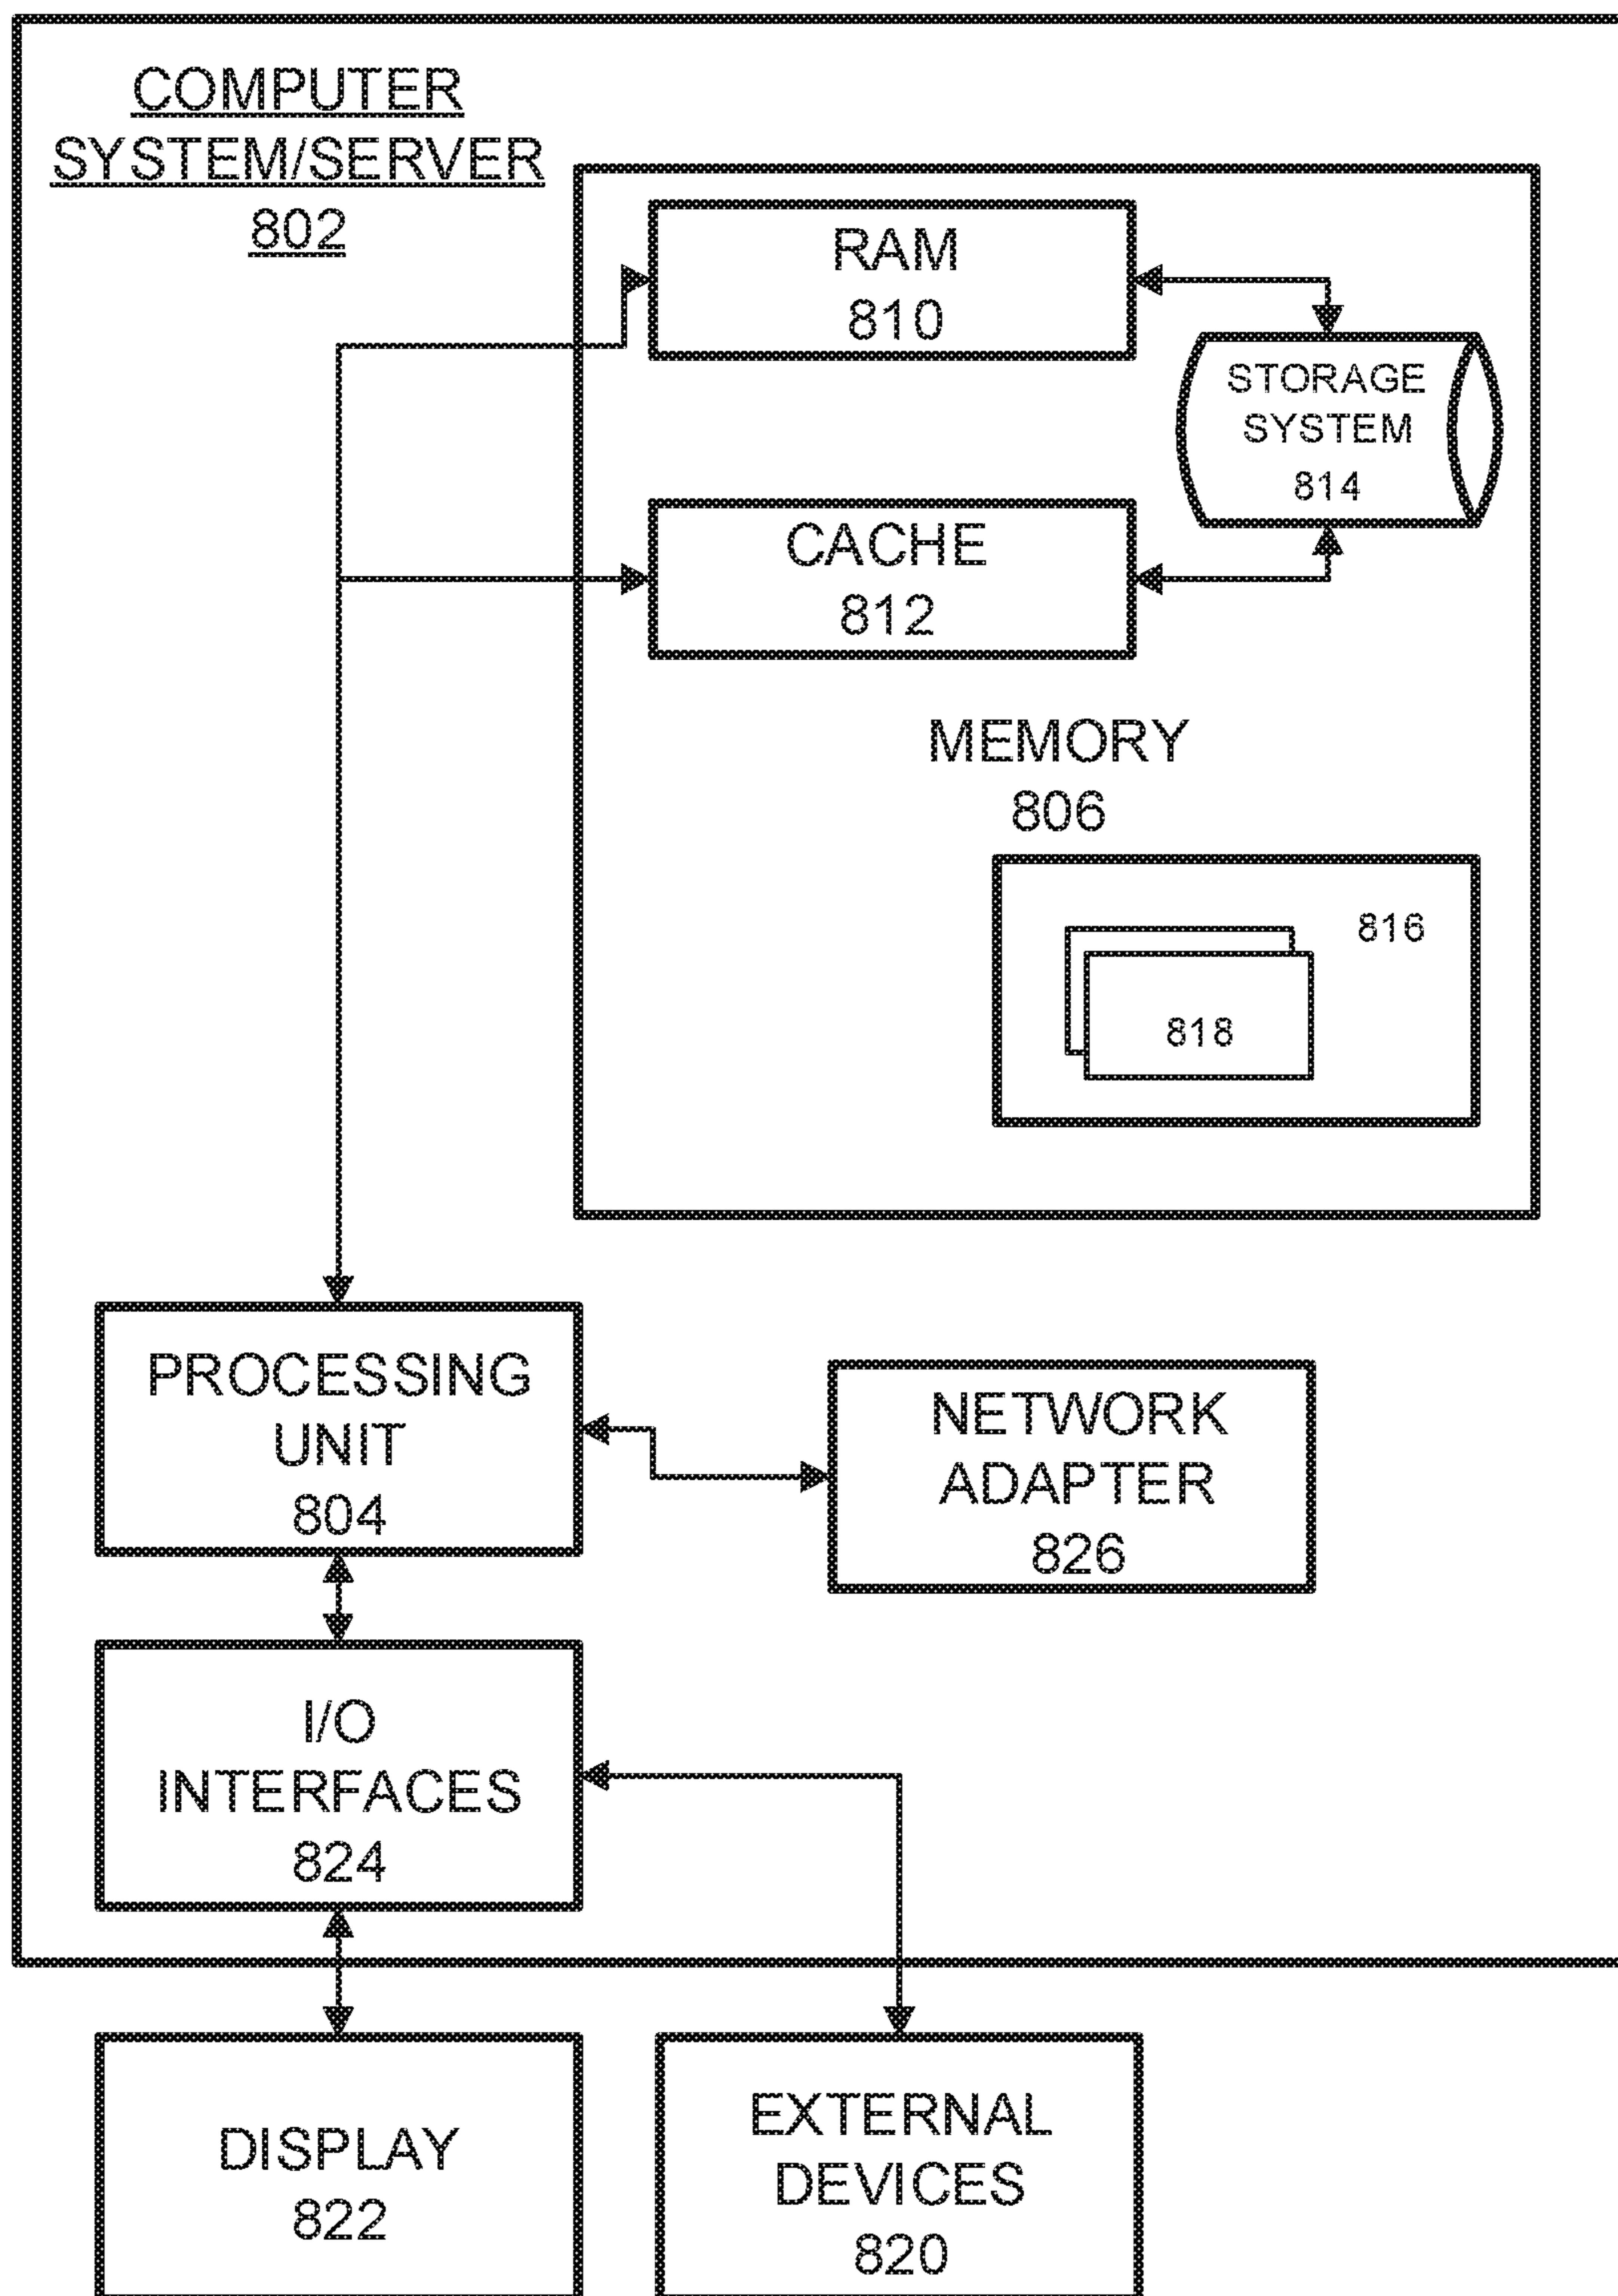 COMPUTER
SYSTEM/SERVER
802
RAM
810
STORAGE
SYSTEM
814
CACHE
812
MEMORY
806
816
818
PROCESSING
UNIT
804
NETWORK
ADAPTER
826
I/O
INTERFACES
824
DISPLAY
822
EXTERNAL
DEVICES
820